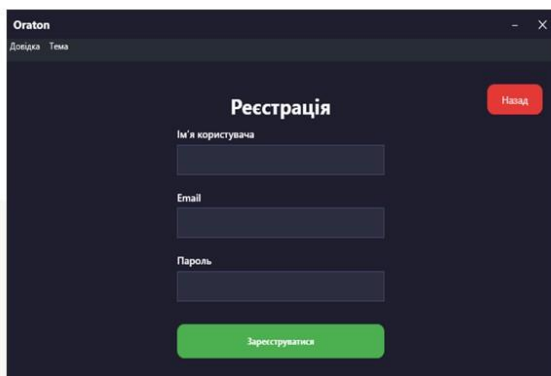 Oraton
Довідка Тема
Назад
Реєстрація
Ім'я користувача
Email
Пароль
Зареєструватися